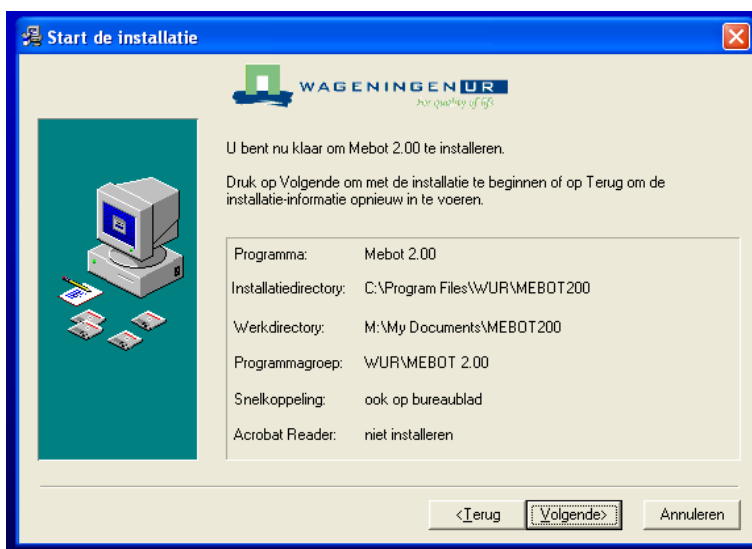 Start de installatie
WAGENINGEN UR
For quality of life
U bent nu klaar om Mebot 2.00 te installeren.
Druk op Volgende om met de installatie te beginnen of op Terug om de
installatie-informatie opnieuw in te voeren.
Programma: Mebot 2.00
Installatiedirectory: C:\Program Files\WUR\MEBOT200
Werkdirectory: M:\My Documents\MEBOT200
Programmagroep: WUR\MEBOT 2.00
Snelkoppeling: ook op bureaublad
Acrobat Reader: niet installeren
<Terug Volgende> Annuleren